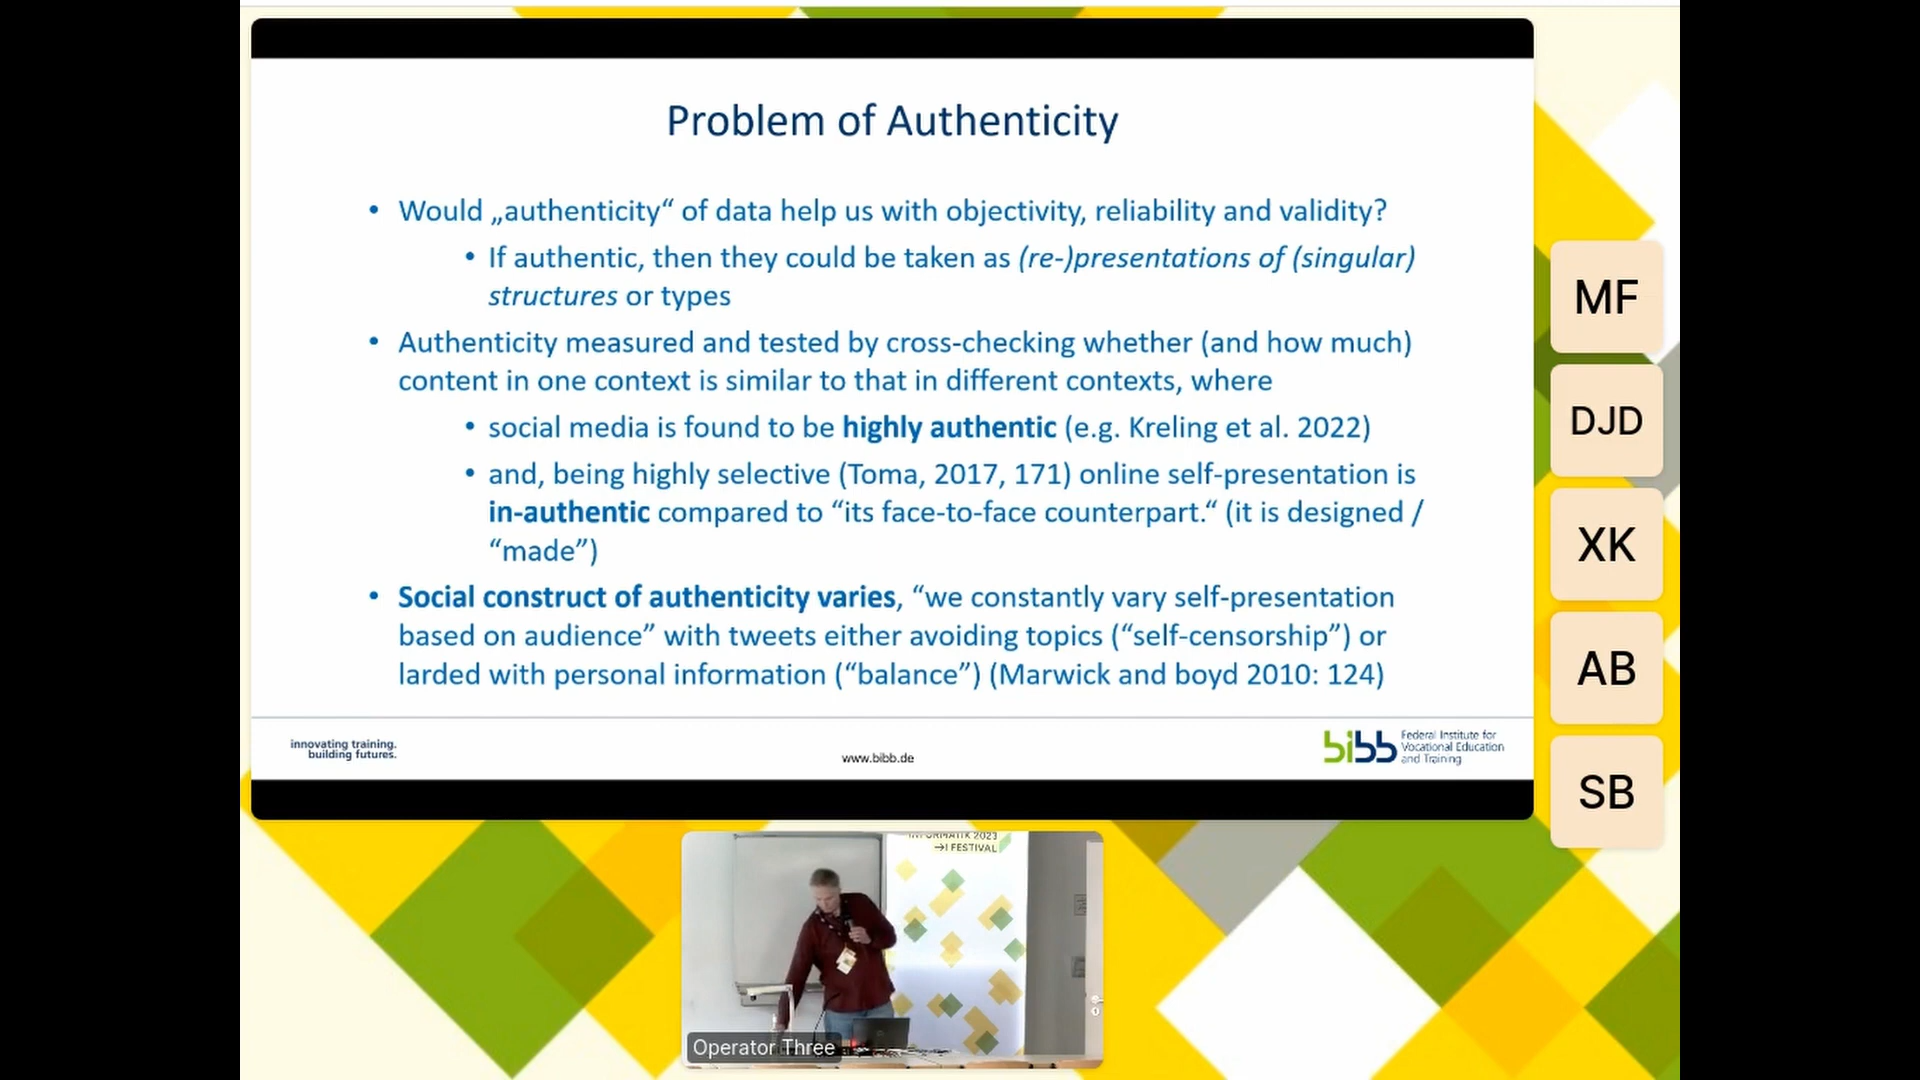 Problem of Authenticity
• Would „authenticity“ of data help us with objectivity, reliability and validity?
• If authentic, then they could be taken as (re-)presentations of (singular)
structures or types
• Authenticity measured and tested by cross-checking whether (and how much)
content in one context is similar to that in different contexts, where
• social media is found to be highly authentic (e.g. Kreling et al. 2022)
• and, being highly selective (Toma, 2017, 171) online self-presentation is
in-authentic compared to “its face-to-face counterpart.“ (it is designed /
“made”)
• Social construct of authenticity varies, “we constantly vary self-presentation
based on audience” with tweets either avoiding topics (“self-censorship”) or
larded with personal information (“balance”) (Marwick and boyd 2010: 124)
innovating training.
building futures.
www.bibb.de
bibb
Federal Institute for
Vocational Education
and Training
MF
DJD
XK
AB
SB
INFORMATIK 2023
→I FESTIVAL
Operator Three